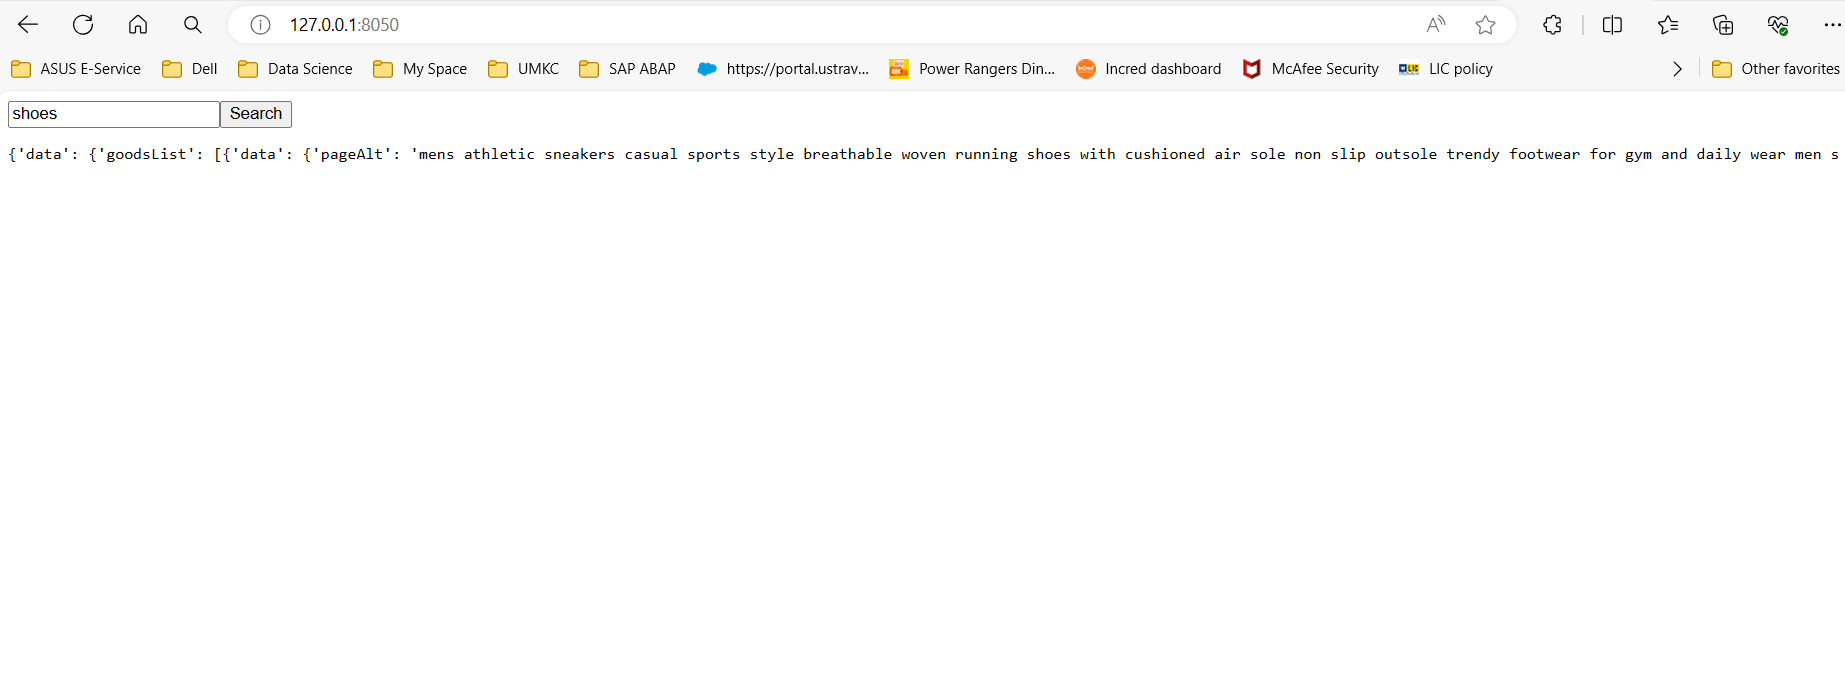 127.0.0.1:8050
ASUS E-Service Dell Data Science My Space UMKC SAP ABAP https://portal.ustrav... Power Rangers Din... Incred dashboard McAfee Security LIC policy Other favorites
shoes Search
{'data': {'goodsList': [{'data': {'pageAlt': 'mens athletic sneakers casual sports style breathable woven running shoes with cushioned air sole non slip outsole trendy footwear for gym and daily wear men s